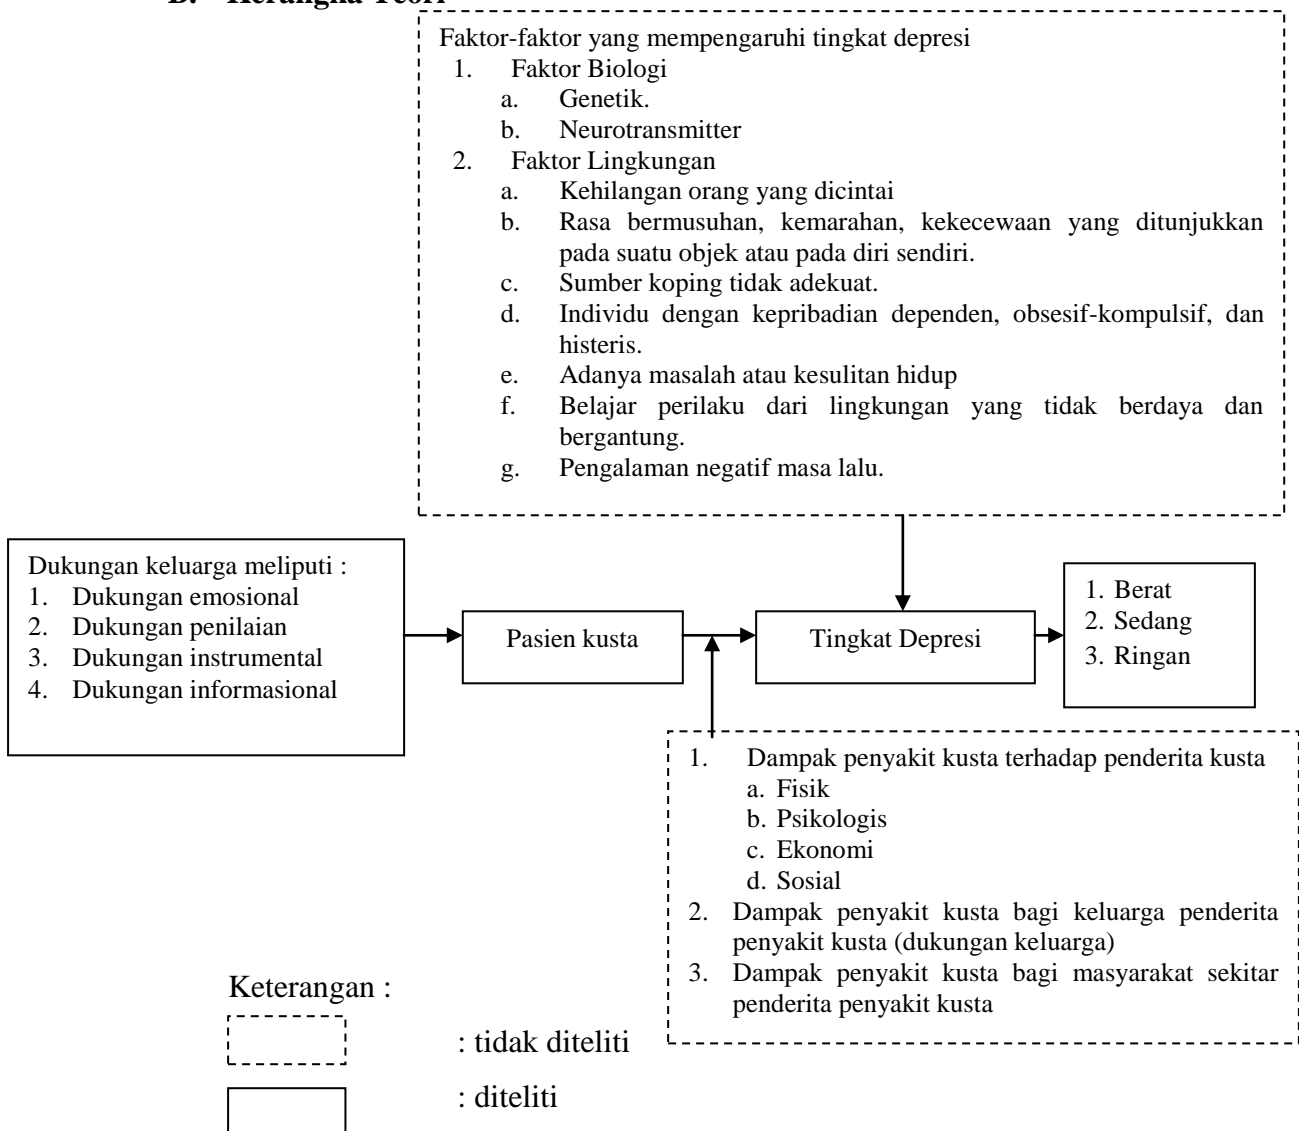 B. Kerangka Teori
Faktor-faktor yang mempengaruhi tingkat depresi
1. Faktor Biologi
a. Genetik.
b. Neurotransmitter
2. Faktor Lingkungan
a. Kehilangan orang yang dicintai
b. Rasa bermusuhan, kemarahan, kekecewaan yang ditunjukkan
pada suatu objek atau pada diri sendiri.
c. Sumber koping tidak adekuat.
d. Individu dengan kepribadian dependen, obsesif-kompulsif, dan
histeris.
e. Adanya masalah atau kesulitan hidup
f. Belajar perilaku dari lingkungan yang tidak berdaya dan
bergantung.
g. Pengalaman negatif masa lalu.
Dukungan keluarga meliputi :
1. Dukungan emosional
2. Dukungan penilaian
3. Dukungan instrumental
4. Dukungan informasional
Pasien kusta
Tingkat Depresi
1. Berat
2. Sedang
3. Ringan
1. Dampak penyakit kusta terhadap penderita kusta
a. Fisik
b. Psikologis
c. Ekonomi
d. Sosial
2. Dampak penyakit kusta bagi keluarga penderita
penyakit kusta (dukungan keluarga)
3. Dampak penyakit kusta bagi masyarakat sekitar
penderita penyakit kusta
Keterangan :
: tidak diteliti
: diteliti